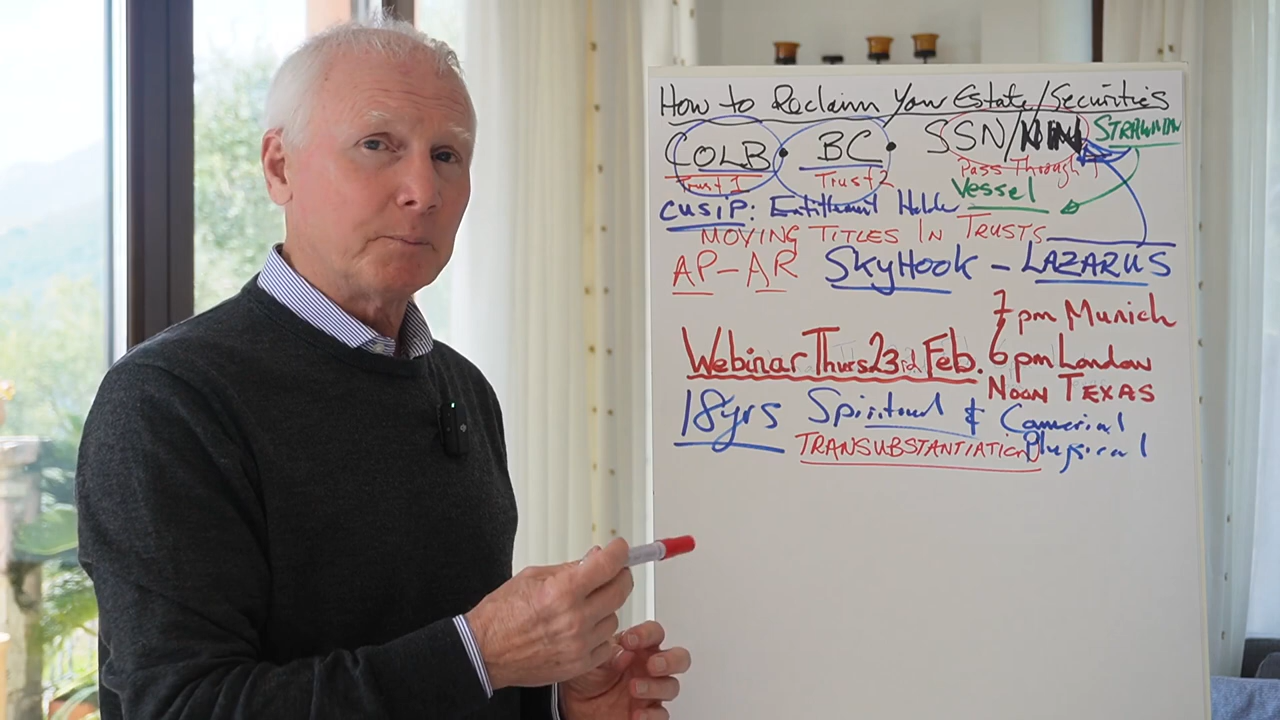 How to Reclaim Your Estate/Securities
COLB • BC • SSN/NIN STRAWMAN
Trust 1 Trust 2 Pass Through
Vessel
CUSIP: Entitlement Holder
MOVING TITLES IN TRUSTS
AP-AR SKYHOOK - LAZARUS
7pm Munich
Webinar Thurs 23rd Feb. 6pm London
NOON TEXAS
18yrs Spiritual & Comerial
TRANSUBSTANTIATION Physical